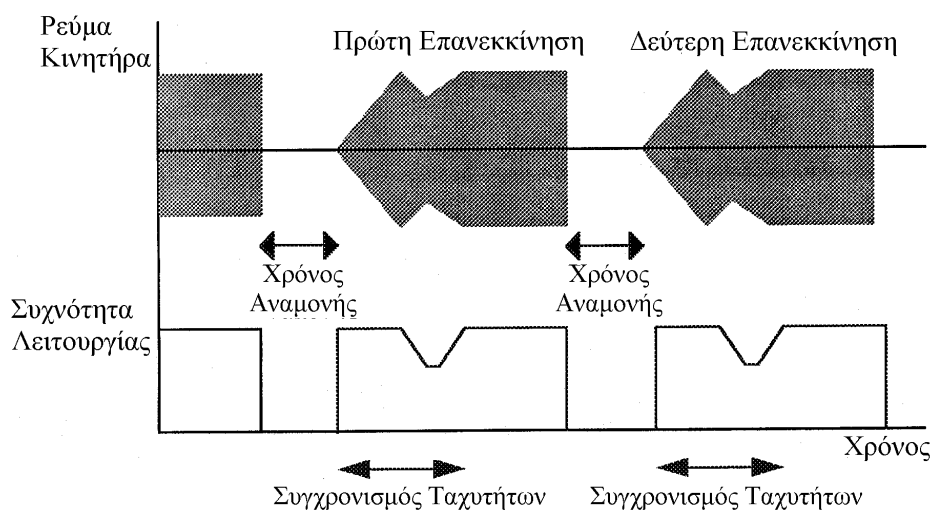 Ρεύμα
Κινητήρα
Πρώτη Επανεκκίνηση
Δεύτερη Επανεκκίνηση
Χρόνος
Αναμονής
Χρόνος
Αναμονής
Συχνότητα
Λειτουργίας
Χρόνος
Συγχρονισμός Ταχυτήτων
Συγχρονισμός Ταχυτήτων